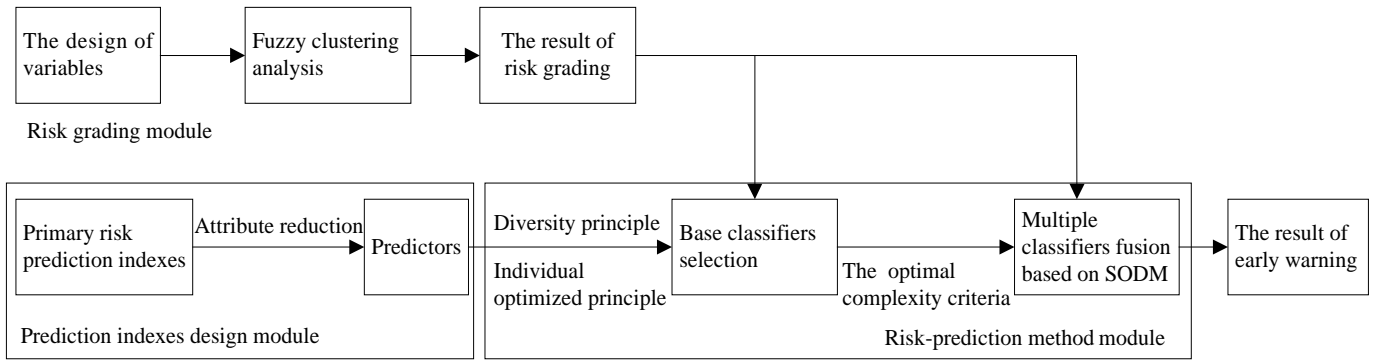 The design of
variables
Fuzzy clustering
analysis
The result of
risk grading
Risk grading module
Primary risk
prediction indexes
Attribute reduction
Predictors
Diversity principle
Individual
optimized principle
Base classifiers
selection
The optimal
complexity criteria
Multiple
classifiers fusion
based on SODM
The result of
early warning
Prediction indexes design module
Risk-prediction method module